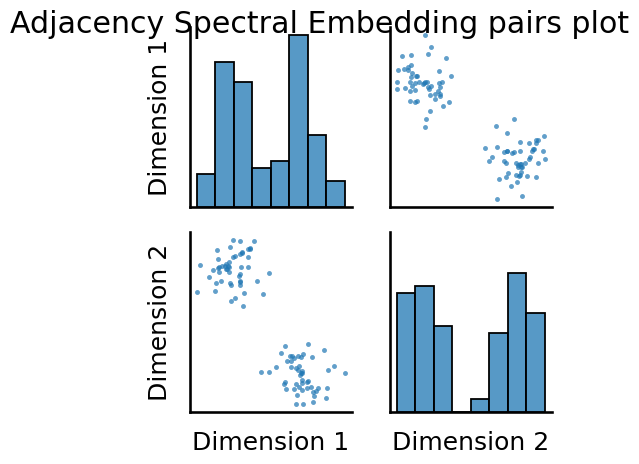 Adjacency Spectral Embedding pairs plot
Dimension 1
Dimension 2
Dimension 1
Dimension 2